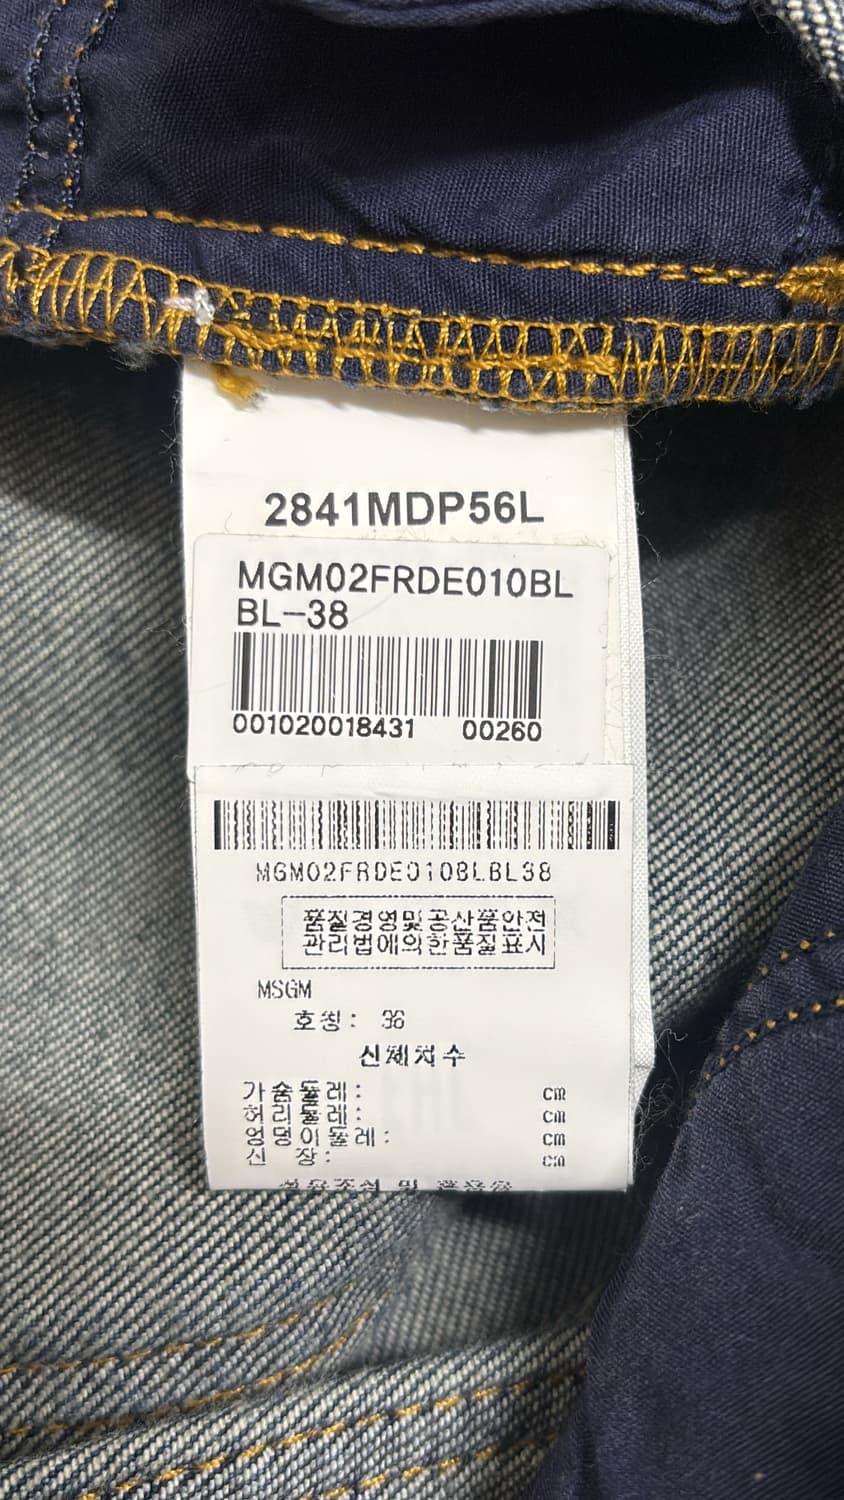 2841MDP56L
MGM02FRDE010BL
BL-38
001020018431 00260
MGM02FRDE010BLBL38
품질경영및공산품안전
관리법에의한품질표시
MSGM
호칭: 38
신체치수
가슴둘레: cm
허리둘레: cm
엉덩이둘레: cm
신 장: cm